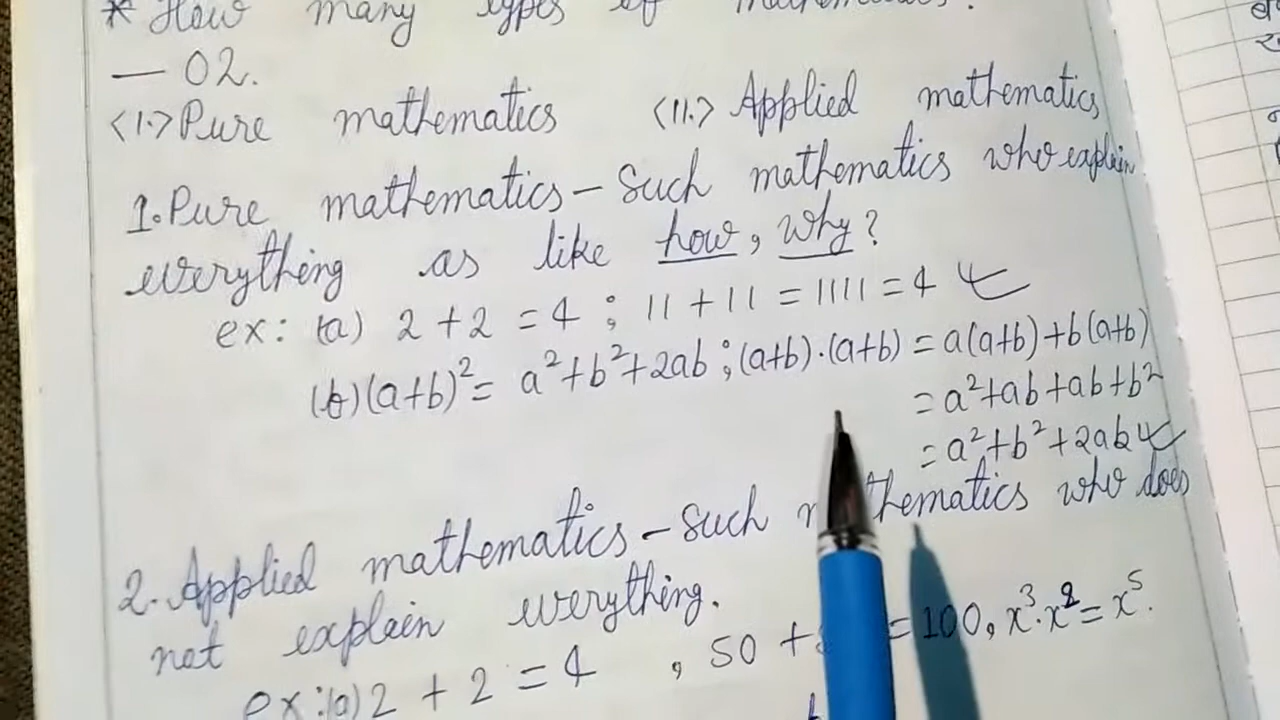 * How many types of mathematics?
— 02.
<1.> Pure mathematics <11.> Applied mathematics
1. Pure mathematics – Such mathematics who explain
everything as like how, why?
ex: (a) 2 + 2 = 4 ; 11 + 11 = 1111 = 4
(b) (a+b)² = a²+b²+2ab ; (a+b)·(a+b) = a(a+b)+b(a+b)
= a²+ab+ab+b²
= a²+b²+2ab
2. Applied mathematics – Such mathematics who does
not explain everything.
ex: (a) 2 + 2 = 4 , 50 + = 100, x³·x² = x⁵.